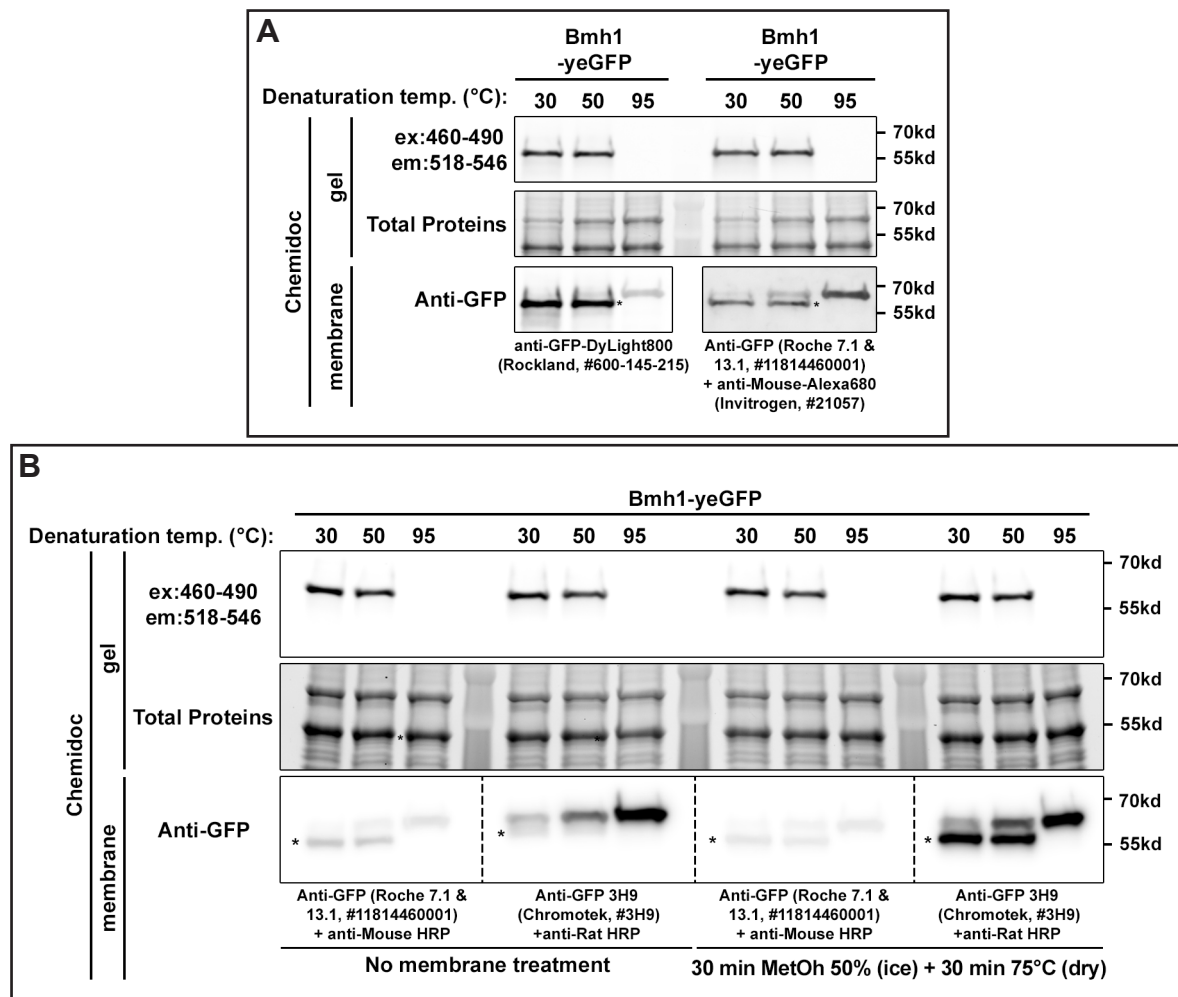 A
Bmh1
-yeGFP
Bmh1
-yeGFP
Denaturation temp. (°C):
30 50 95
30 50 95
Chemidoc
gel
ex:460-490
em:518-546
70kd
55kd
Total Proteins
70kd
55kd
membrane
Anti-GFP
*
*
70kd
55kd
anti-GFP-DyLight800
(Rockland, #600-145-215)
Anti-GFP (Roche 7.1 &
13.1, #11814460001)
+ anti-Mouse-Alexa680
(Invitrogen, #21057)
B
Bmh1-yeGFP
Denaturation temp. (°C):
30 50 95
30 50 95
30 50 95
30 50 95
Chemidoc
gel
ex:460-490
em:518-546
70kd
55kd
Total Proteins
*
*
70kd
55kd
membrane
Anti-GFP
*
*
*
*
70kd
55kd
Anti-GFP (Roche 7.1 &
13.1, #11814460001)
+ anti-Mouse HRP
Anti-GFP 3H9
(Chromotek, #3H9)
+anti-Rat HRP
Anti-GFP (Roche 7.1 &
13.1, #11814460001)
+ anti-Mouse HRP
Anti-GFP 3H9
(Chromotek, #3H9)
+anti-Rat HRP
No membrane treatment
30 min MetOh 50% (ice) + 30 min 75°C (dry)